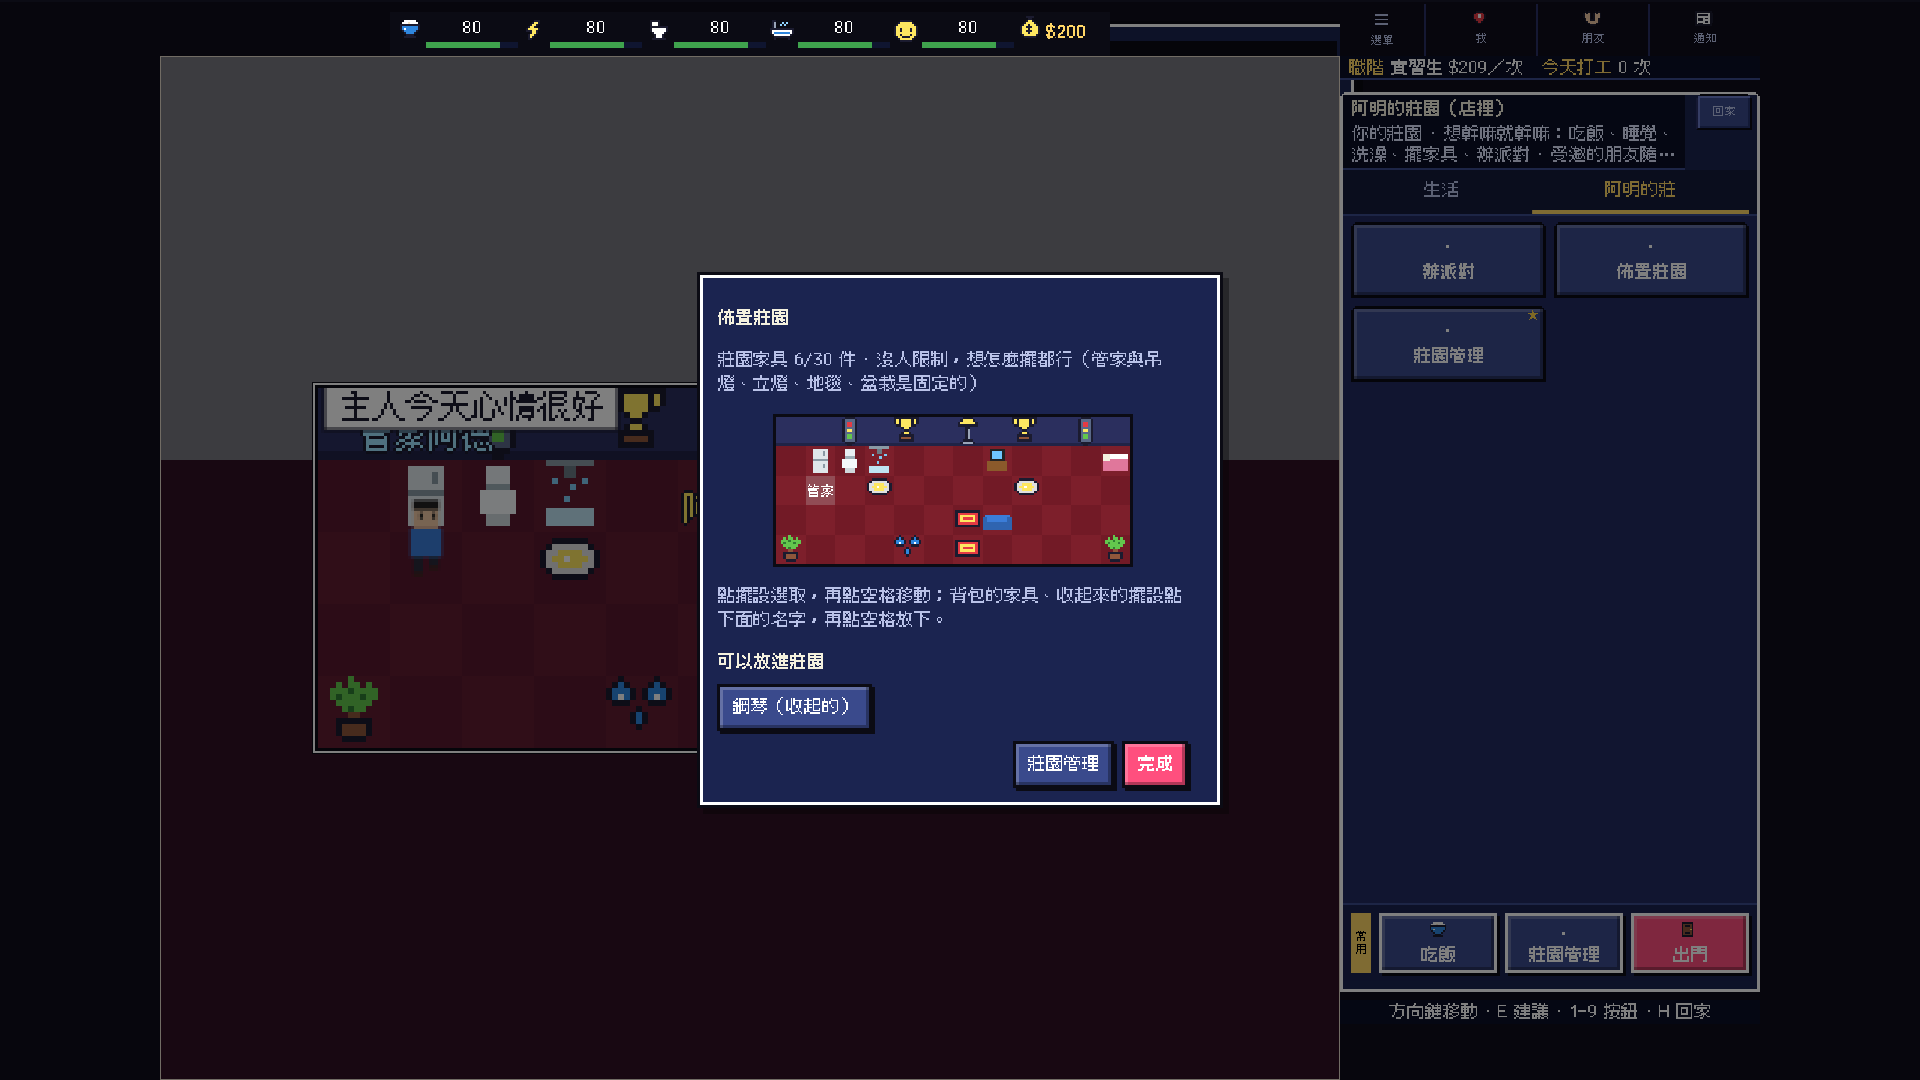 80
80
80
80
80
$200
選單
我
朋友
通知
職階 實習生 $209／次 今天打工 0 次
阿明的莊園（店裡）
回家
你的莊園．想幹嘛就幹嘛：吃飯、睡覺、
洗澡、擺家具、辦派對．受邀的朋友隨…
生活
阿明的莊
辦派對
佈置莊園
莊園管理
主人今天心情很好
佈置莊園
莊園家具 6/30 件．沒人限制，想怎麼擺都行（管家與吊
燈、立燈、地毯、盆栽是固定的）
管家
點擺設選取，再點空格移動；背包的家具、收起來的擺設點
下面的名字，再點空格放下。
可以放進莊園
鋼琴（收起的）
莊園管理
完成
常用
吃飯
莊園管理
出門
方向鍵移動．E 建議．1-9 按鈕．H 回家